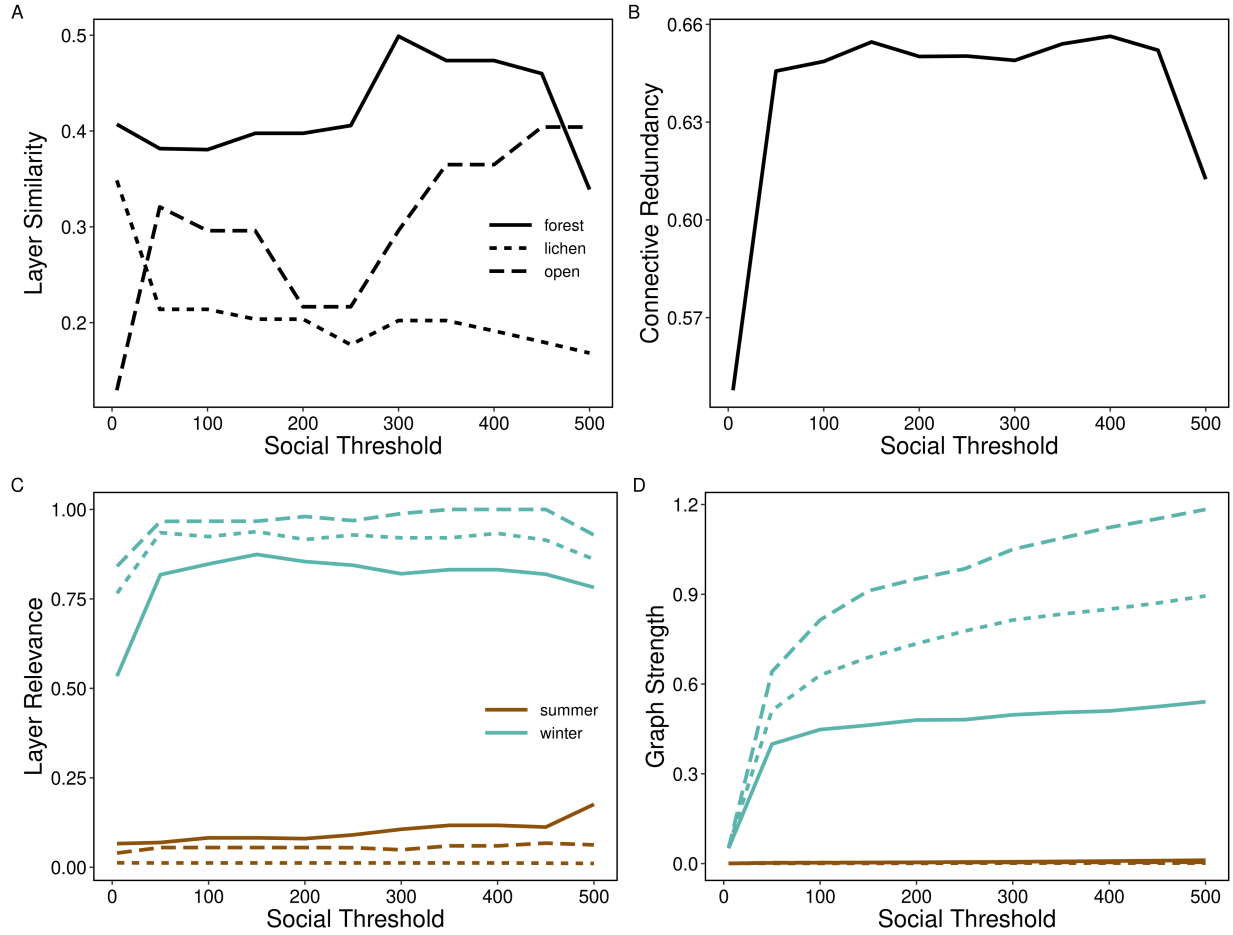 A
Layer Similarity
0.5
0.4
0.3
0.2
forest
lichen
open
0 100 200 300 400 500
Social Threshold
B
Connective Redundancy
0.66
0.63
0.60
0.57
0 100 200 300 400 500
Social Threshold
C
Layer Relevance
1.00
0.75
0.50
0.25
0.00
summer
winter
0 100 200 300 400 500
Social Threshold
D
Graph Strength
1.2
0.9
0.6
0.3
0.0
0 100 200 300 400 500
Social Threshold